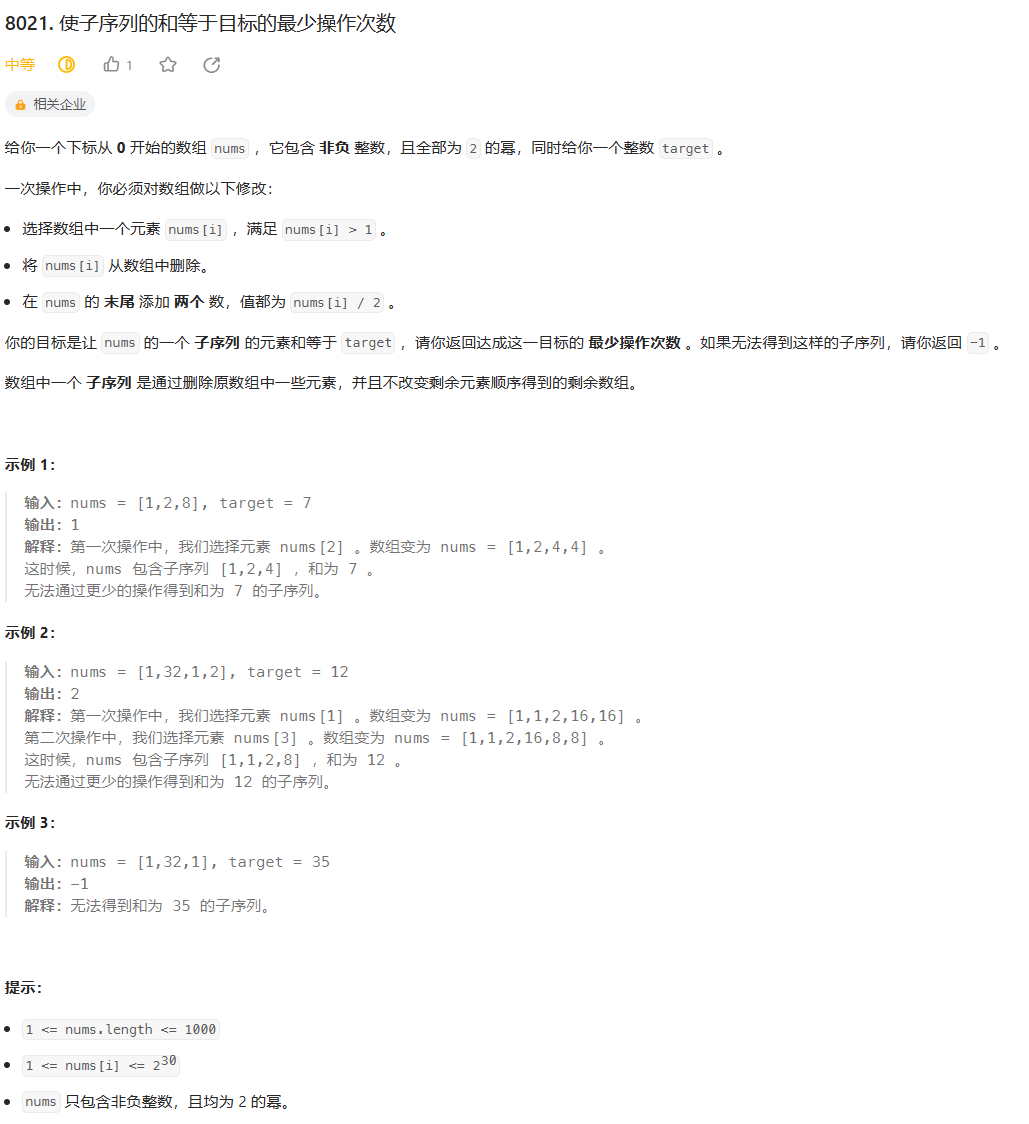 8021. 使子序列的和等于目标的最少操作次数
中等 1
相关企业
给你一个下标从 0 开始的数组 nums ，它包含 非负 整数，且全部为 2 的幂，同时给你一个整数 target 。
一次操作中，你必须对数组做以下修改：
• 选择数组中一个元素 nums[i] ，满足 nums[i] > 1 。
• 将 nums[i] 从数组中删除。
• 在 nums 的 末尾 添加 两个 数，值都为 nums[i] / 2 。
你的目标是让 nums 的一个 子序列 的元素和等于 target ，请你返回达成这一目标的 最少操作次数 。如果无法得到这样的子序列，请你返回 -1 。
数组中一个 子序列 是通过删除原数组中一些元素，并且不改变剩余元素顺序得到的剩余数组。
示例 1：
输入：nums = [1,2,8], target = 7
输出：1
解释：第一次操作中，我们选择元素 nums[2] 。数组变为 nums = [1,2,4,4] 。
这时候，nums 包含子序列 [1,2,4] ，和为 7 。
无法通过更少的操作得到和为 7 的子序列。
示例 2：
输入：nums = [1,32,1,2], target = 12
输出：2
解释：第一次操作中，我们选择元素 nums[1] 。数组变为 nums = [1,1,2,16,16] 。
第二次操作中，我们选择元素 nums[3] 。数组变为 nums = [1,1,2,16,8,8] 。
这时候，nums 包含子序列 [1,1,2,8] ，和为 12 。
无法通过更少的操作得到和为 12 的子序列。
示例 3：
输入：nums = [1,32,1], target = 35
输出：-1
解释：无法得到和为 35 的子序列。
提示：
• 1 <= nums.length <= 1000
• 1 <= nums[i] <= 2^30
• nums 只包含非负整数，且均为 2 的幂。